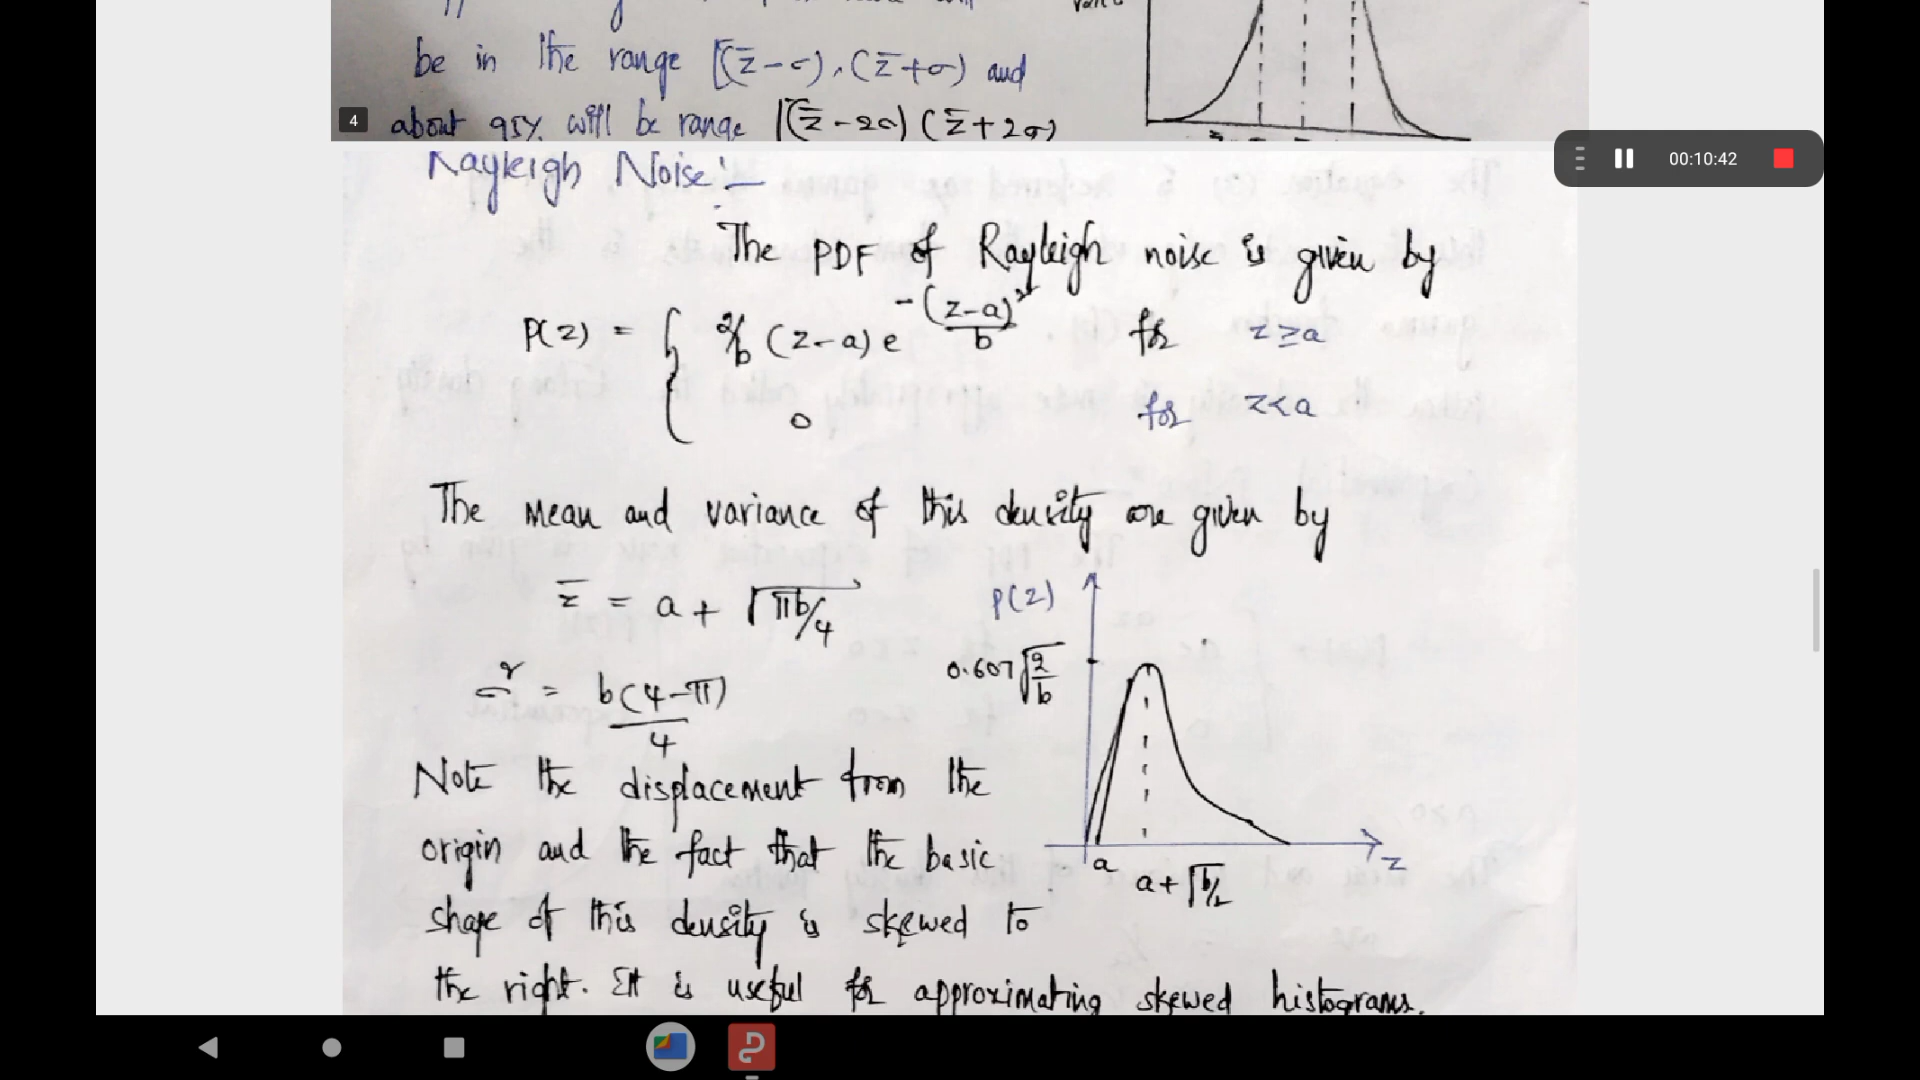 be in the range [(z̄-σ), (z̄+σ) and
4
about 95% will be range [(z̄-2σ) (z̄+2σ)
00:10:42
Rayleigh Noise:-
The PDF of Rayleigh noise is given by
P(z) = { 2/b (z-a) e^{-(z-a)²/b} for z≥a
0 for z<a
The mean and variance of this density are given by
z̄ = a + √πb/4
P(z)
σ² = b(4-π)/4
0.607√2/b
Note the displacement from the
origin and the fact that the basic
a
z
a+√b/2
shape of this density is skewed to
the right. It is useful for approximating skewed histograms.